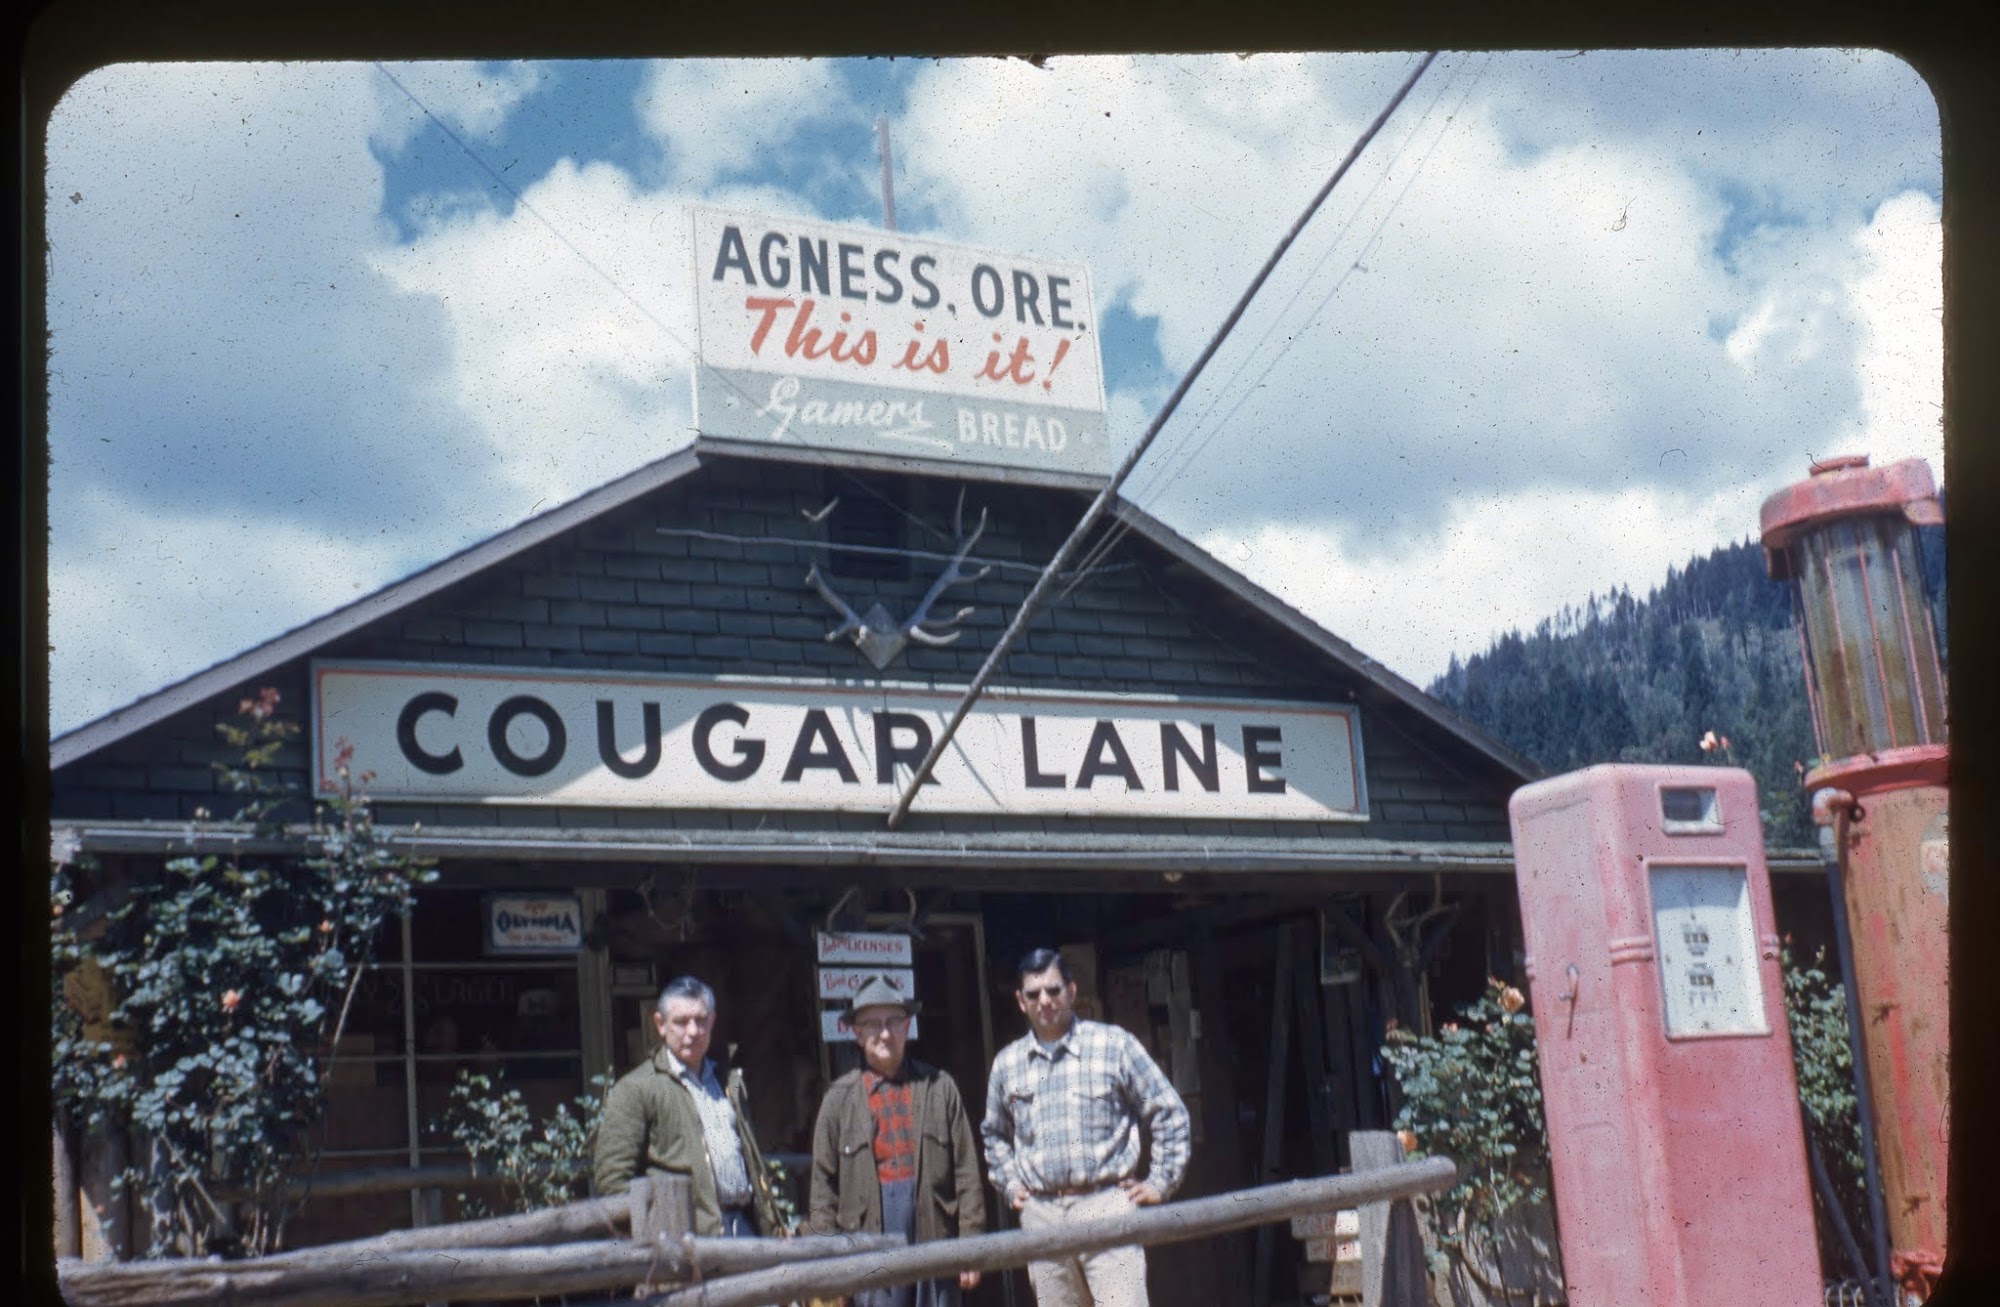 AGNESS, ORE.
This is it!
Gamers BREAD
COUGAR LANE
OLYMPIA
LICENSES